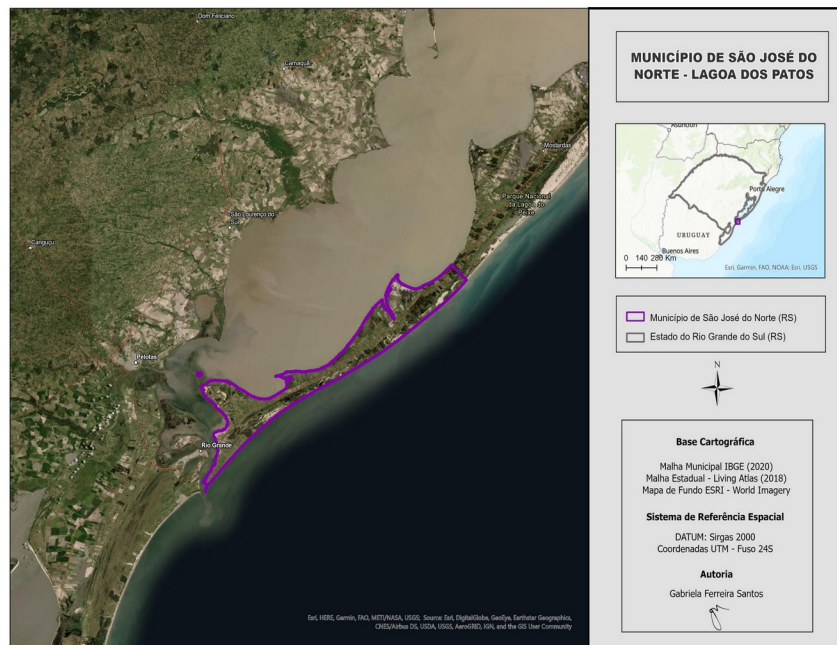 Dom Feliciano
Camaquã
Mostardas
Parque Nacional
da Lagoa do
Peixe
São Lourenço do
Sul
Canguçu
Pelotas
Rio Grande
Esri, HERE, Garmin, FAO, METI/NASA, USGS; Source: Esri, DigitalGlobe, GeoEye, Earthstar Geographics,
CNES/Airbus DS, USDA, USGS, AeroGRID, IGN, and the GIS User Community
MUNICÍPIO DE SÃO JOSÉ DO
NORTE - LAGOA DOS PATOS
Asunción
Porto Alegre
URUGUAY
Buenos Aires
0 140 280 Km
Esri, Garmin, FAO, NOAA; Esri, USGS
Município de São José do Norte (RS)
Estado do Rio Grande do Sul (RS)
N
Base Cartográfica
Malha Municipal IBGE (2020)
Malha Estadual - Living Atlas (2018)
Mapa de Fundo ESRI - World Imagery
Sistema de Referência Espacial
DATUM: Sirgas 2000
Coordenadas UTM - Fuso 24S
Autoria
Gabriela Ferreira Santos